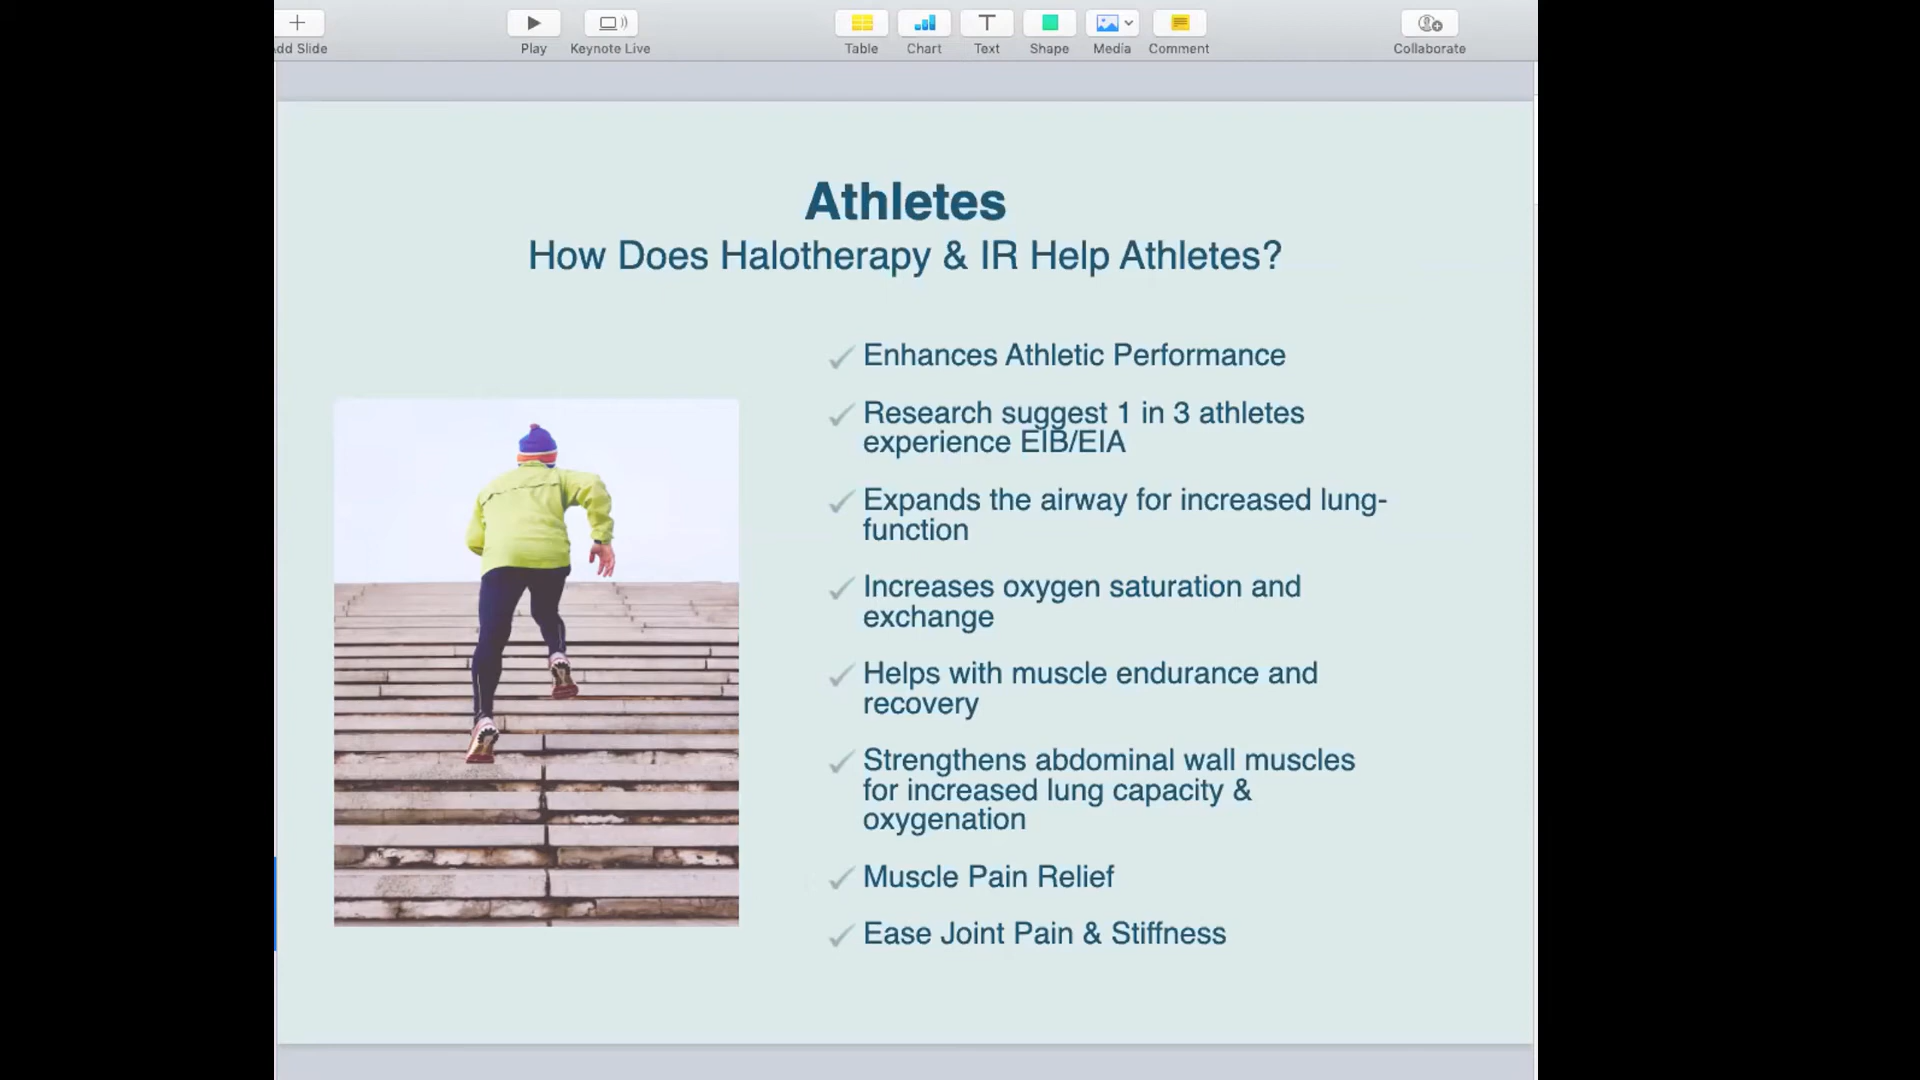 dd Slide
Play
Keynote Live
Table
Chart
Text
Shape
Media
Comment
Collaborate
Athletes
How Does Halotherapy & IR Help Athletes?
Enhances Athletic Performance
Research suggest 1 in 3 athletes
experience EIB/EIA
Expands the airway for increased lung-
function
Increases oxygen saturation and
exchange
Helps with muscle endurance and
recovery
Strengthens abdominal wall muscles
for increased lung capacity &
oxygenation
Muscle Pain Relief
Ease Joint Pain & Stiffness